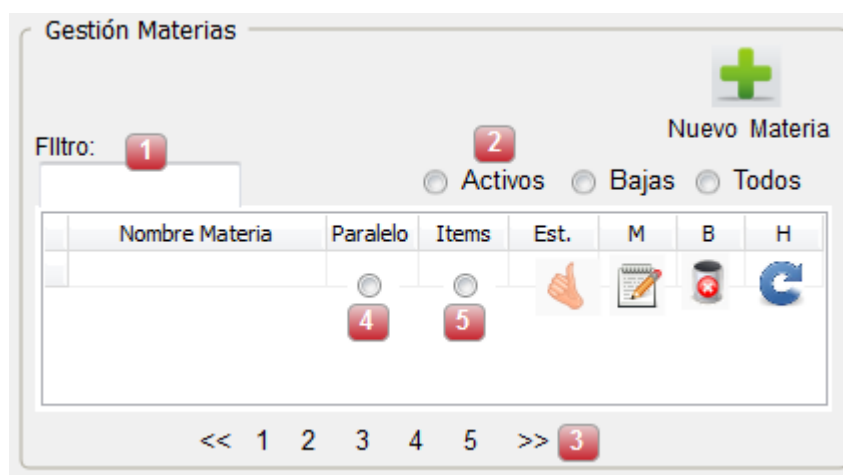 Gestión Materias
Nuevo Materia
FIltro:
1
2
Activos Bajas Todos
Nombre Materia Paralelo Items Est. M B H
4 5
<< 1 2 3 4 5 >> 3